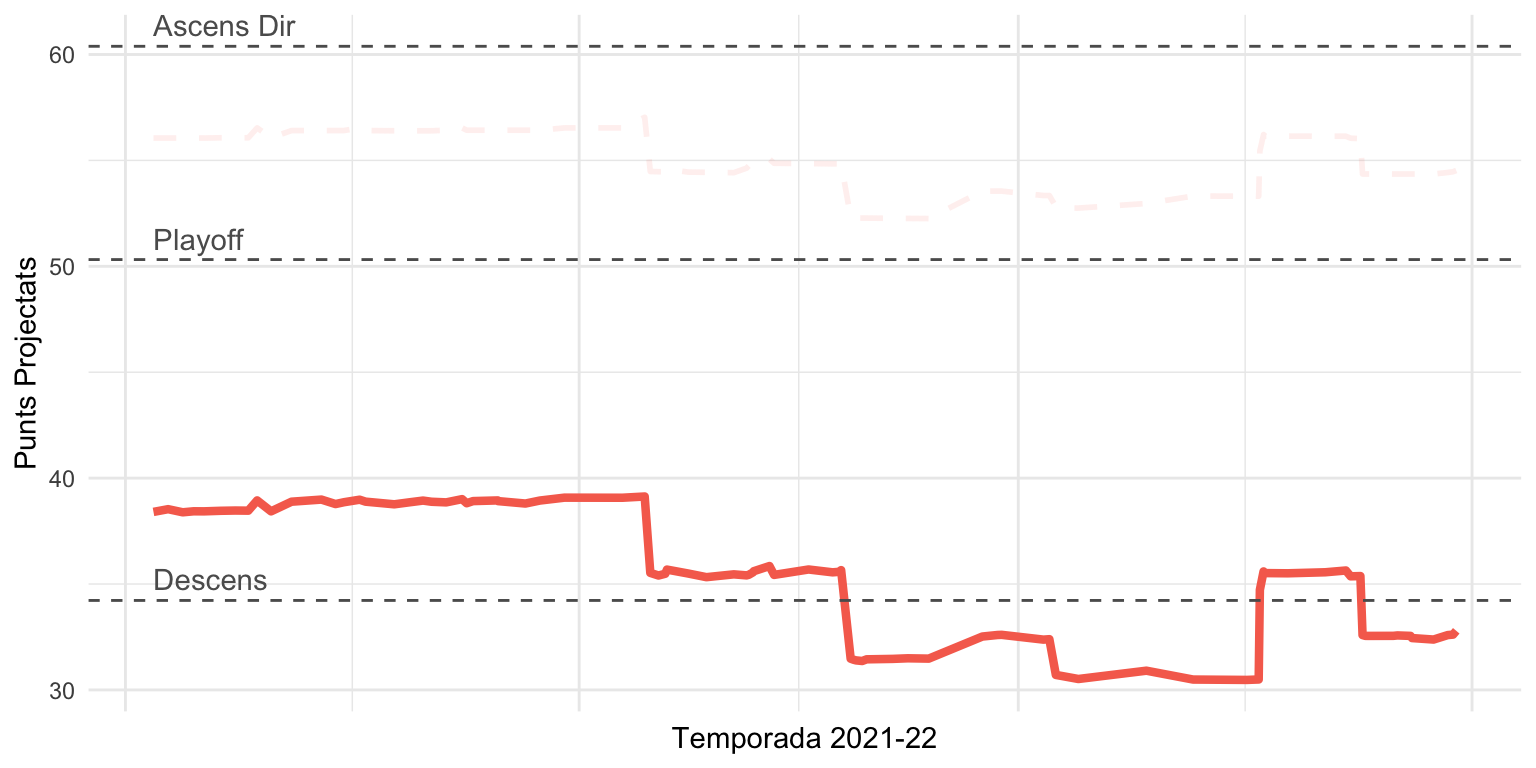 Ascens Dir
60
Playoff
50
Punts Projectats
40
Descens
30
Temporada 2021-22